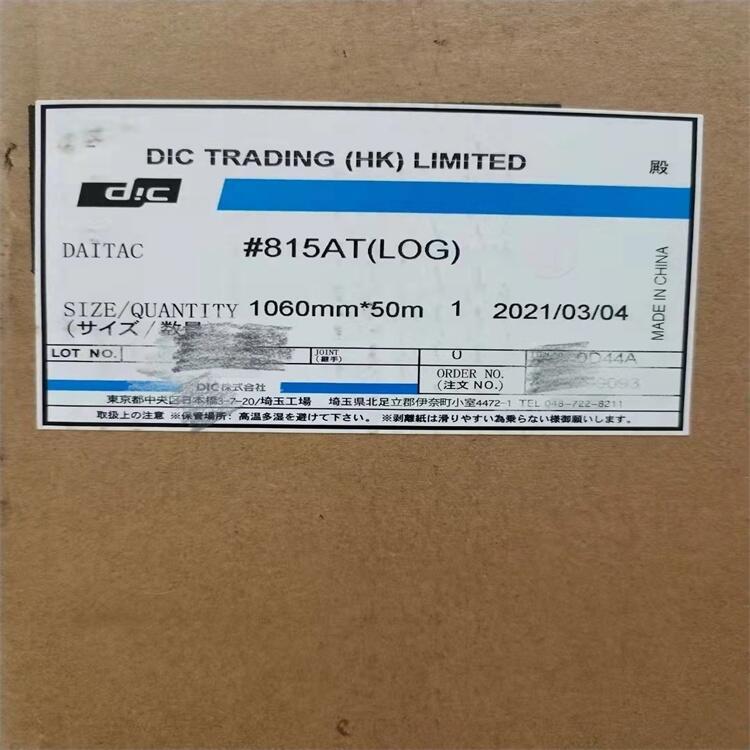 DIC TRADING (HK) LIMITED 殿
dic
DAITAC #815AT(LOG)
MADE IN CHINA
SIZE/QUANTITY 1060mm*50m 1 2021/03/04
(サイズ/数量
LOT NO. JOINT (継手) 0 0D44A
ORDER NO. (注文 NO.) 9093
DIC株式会社
東京都中央区日本橋3-7-20/埼玉工場 埼玉県北足立郡伊奈町小室4472-1 TEL 048-722-8211
取扱上の注意 ※保管場所: 高温多湿を避けて下さい。 ※剥離紙は滑りやすい為乗らない様御願いします。